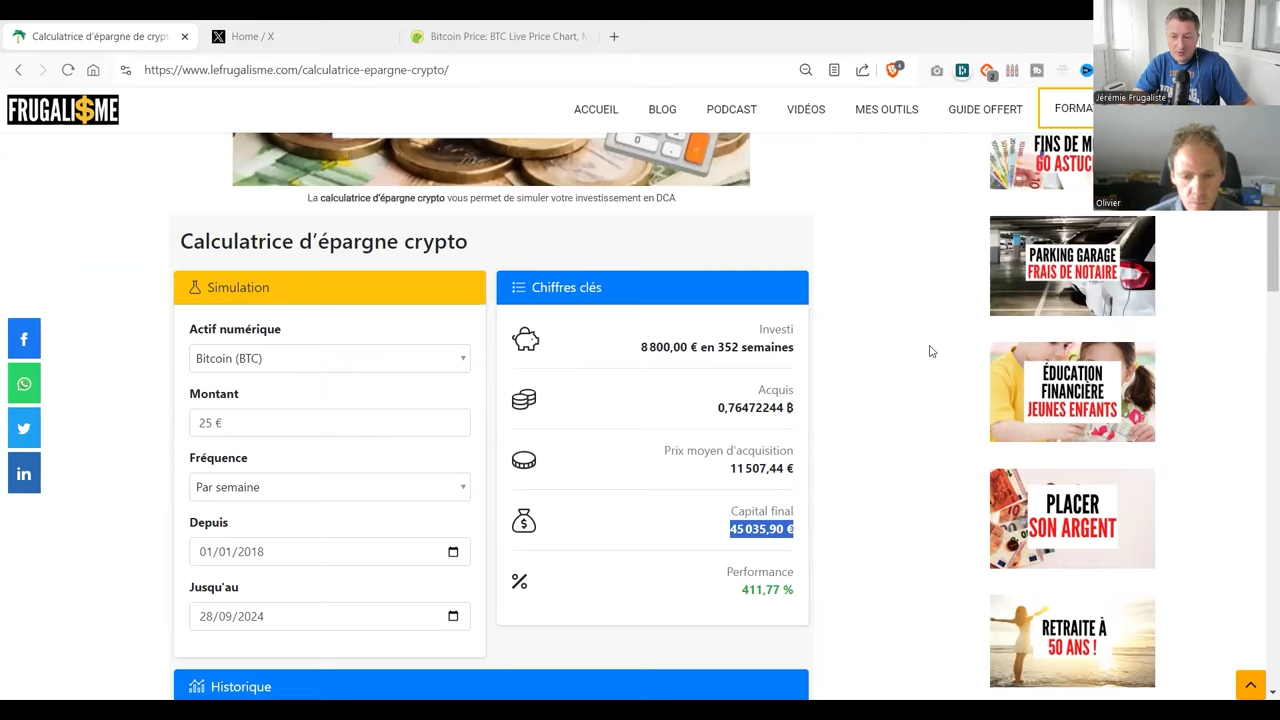 Calculatrice d'épargne de crypt
Home / X
Bitcoin Price: BTC Live Price Chart, M
https://www.lefrugalisme.com/calculatrice-epargne-crypto/
4
2
Jérémie Frugaliste
Olivier
FRUGALI$ME
ACCUEIL
BLOG
PODCAST
VIDÉOS
MES OUTILS
GUIDE OFFERT
FORMA
La calculatrice d'épargne crypto vous permet de simuler votre investissement en DCA
Calculatrice d'épargne crypto
Simulation
Actif numérique
Bitcoin (BTC)
Montant
25 €
Fréquence
Par semaine
Depuis
01/01/2018
Jusqu'au
28/09/2024
Chiffres clés
Investi
8 800,00 € en 352 semaines
Acquis
0,76472244 ₿
Prix moyen d'acquisition
11 507,44 €
Capital final
45 035,90 €
Performance
411,77 %
Historique
FINS DE M
60 ASTUC
PARKING GARAGE
FRAIS DE NOTAIRE
ÉDUCATION
FINANCIÈRE
JEUNES ENFANTS
PLACER
SON ARGENT
RETRAITE À
50 ANS !